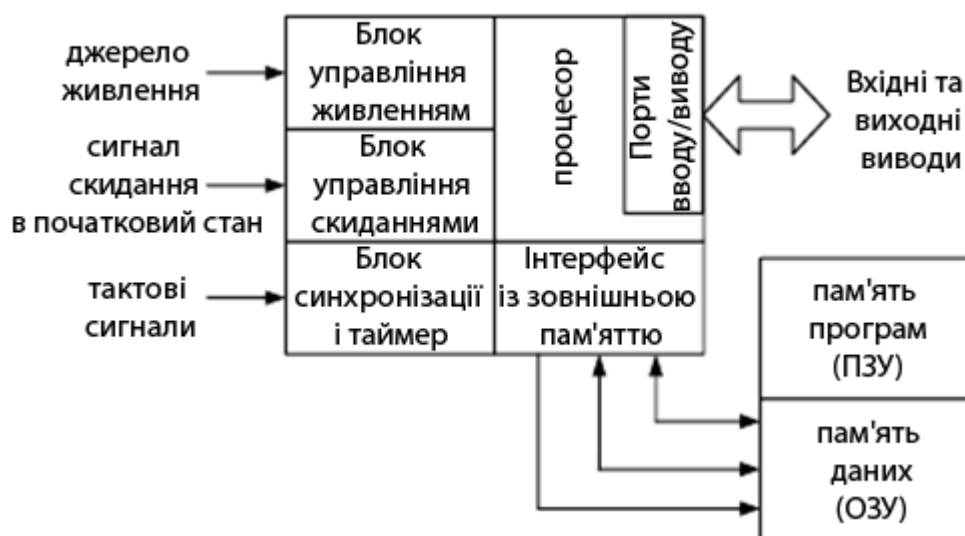 джерело
живлення
Блок
управління
живленням
процесор
Порти
вводу/виводу
Вхідні та
виходні
виводи
сигнал
скидання
в початковий стан
Блок
управління
скиданнями
тактові
сигнали
Блок
синхронізації
і таймер
Інтерфейс
із зовнішньою
пам'яттю
пам'ять
програм
(ПЗУ)
пам'ять
даних
(ОЗУ)